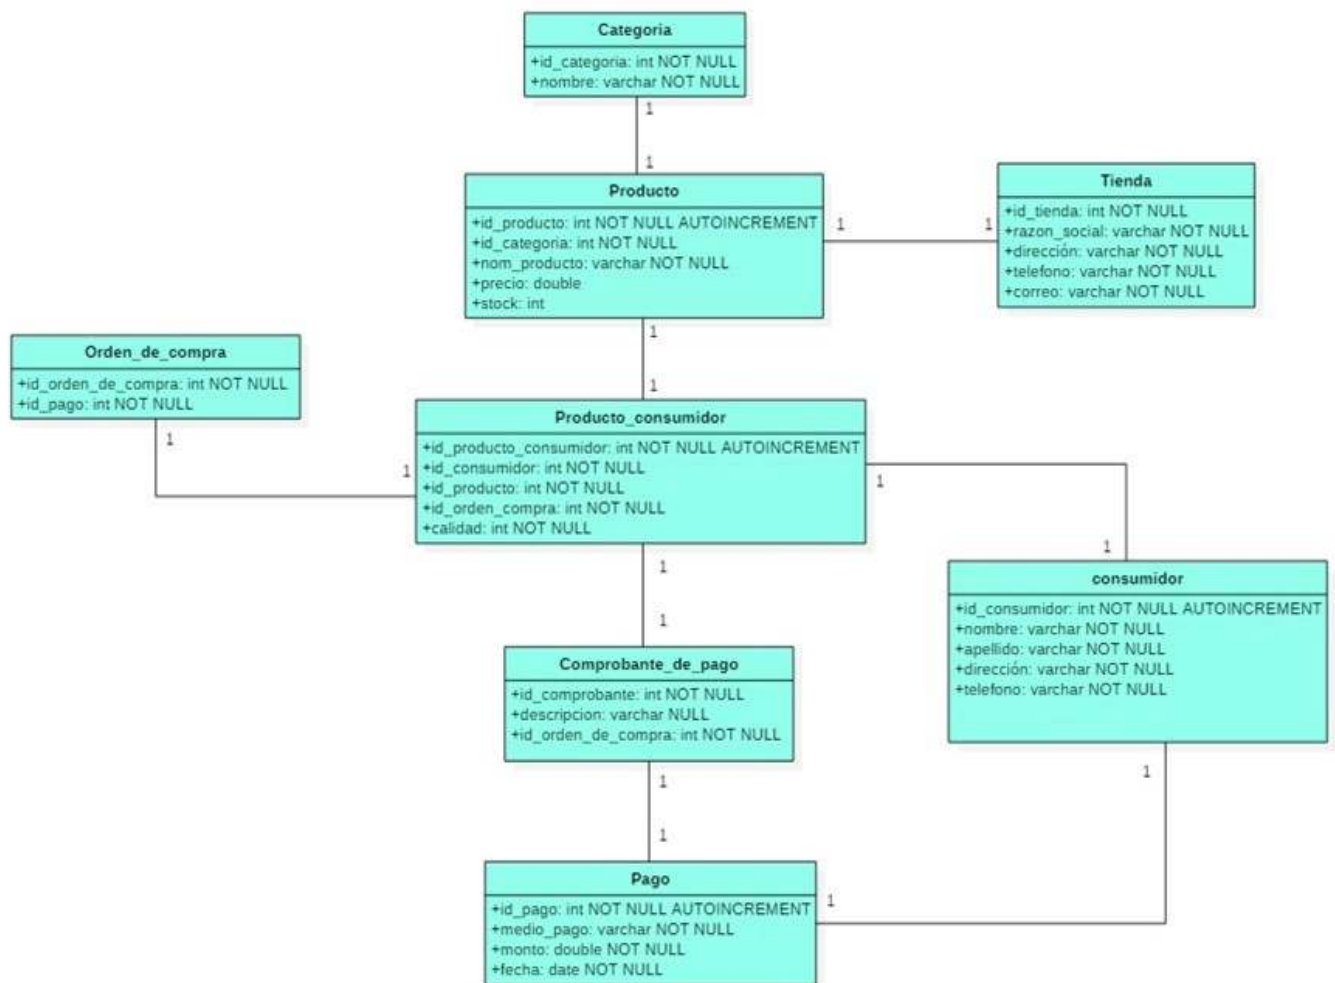 Categoria
+id_categoria: int NOT NULL
+nombre: varchar NOT NULL
1
1
Producto
+id_producto: int NOT NULL AUTOINCREMENT
+id_categoria: int NOT NULL
+nom_producto: varchar NOT NULL
+precio: double
+stock: int
1
1
Tienda
+id_tienda: int NOT NULL
+razon_social: varchar NOT NULL
+dirección: varchar NOT NULL
+telefono: varchar NOT NULL
+correo: varchar NOT NULL
1
1
Orden_de_compra
+id_orden_de_compra: int NOT NULL
+id_pago: int NOT NULL
1
1
Producto_consumidor
+id_producto_consumidor: int NOT NULL AUTOINCREMENT
+id_consumidor: int NOT NULL
+id_producto: int NOT NULL
+id_orden_compra: int NOT NULL
+calidad: int NOT NULL
1
1
consumidor
+id_consumidor: int NOT NULL AUTOINCREMENT
+nombre: varchar NOT NULL
+apellido: varchar NOT NULL
+dirección: varchar NOT NULL
+telefono: varchar NOT NULL
1
1
Comprobante_de_pago
+id_comprobante: int NOT NULL
+descripcion: varchar NULL
+id_orden_de_compra: int NOT NULL
1
1
1
1
Pago
+id_pago: int NOT NULL AUTOINCREMENT
+medio_pago: varchar NOT NULL
+monto: double NOT NULL
+fecha: date NOT NULL